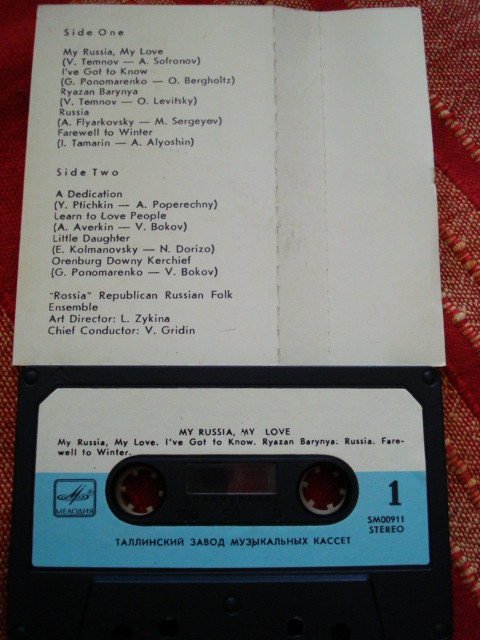 Side One
My Russia, My Love
(V. Temnov — A. Sofronov)
I've Got to Know
(G. Ponomarenko — O. Bergholtz)
Ryazan Barynya
(V. Temnov — O. Levitsky)
Russia
(A. Flyarkovsky — M. Sergeyev)
Farewell to Winter
(I. Tamarin — A. Alyoshin)
Side Two
A Dedication
(Y. Ptichkin — A. Poperechny)
Learn to Love People
(A. Averkin — V. Bokov)
Little Daughter
(E. Kolmanovsky — N. Dorizo)
Orenburg Downy Kerchief
(G. Ponomarenko — V. Bokov)
"Rossia" Republican Russian Folk
Ensemble
Art Director: L. Zykina
Chief Conductor: V. Gridin
MY RUSSIA, MY LOVE
My Russia, My Love. I've Got to Know. Ryazan Barynya. Russia. Fare-
well to Winter.
МЕЛОДИЯ
1
SM00911
STEREO
ТАЛЛИНСКИЙ ЗАВОД МУЗЫКАЛЬНЫХ КАССЕТ